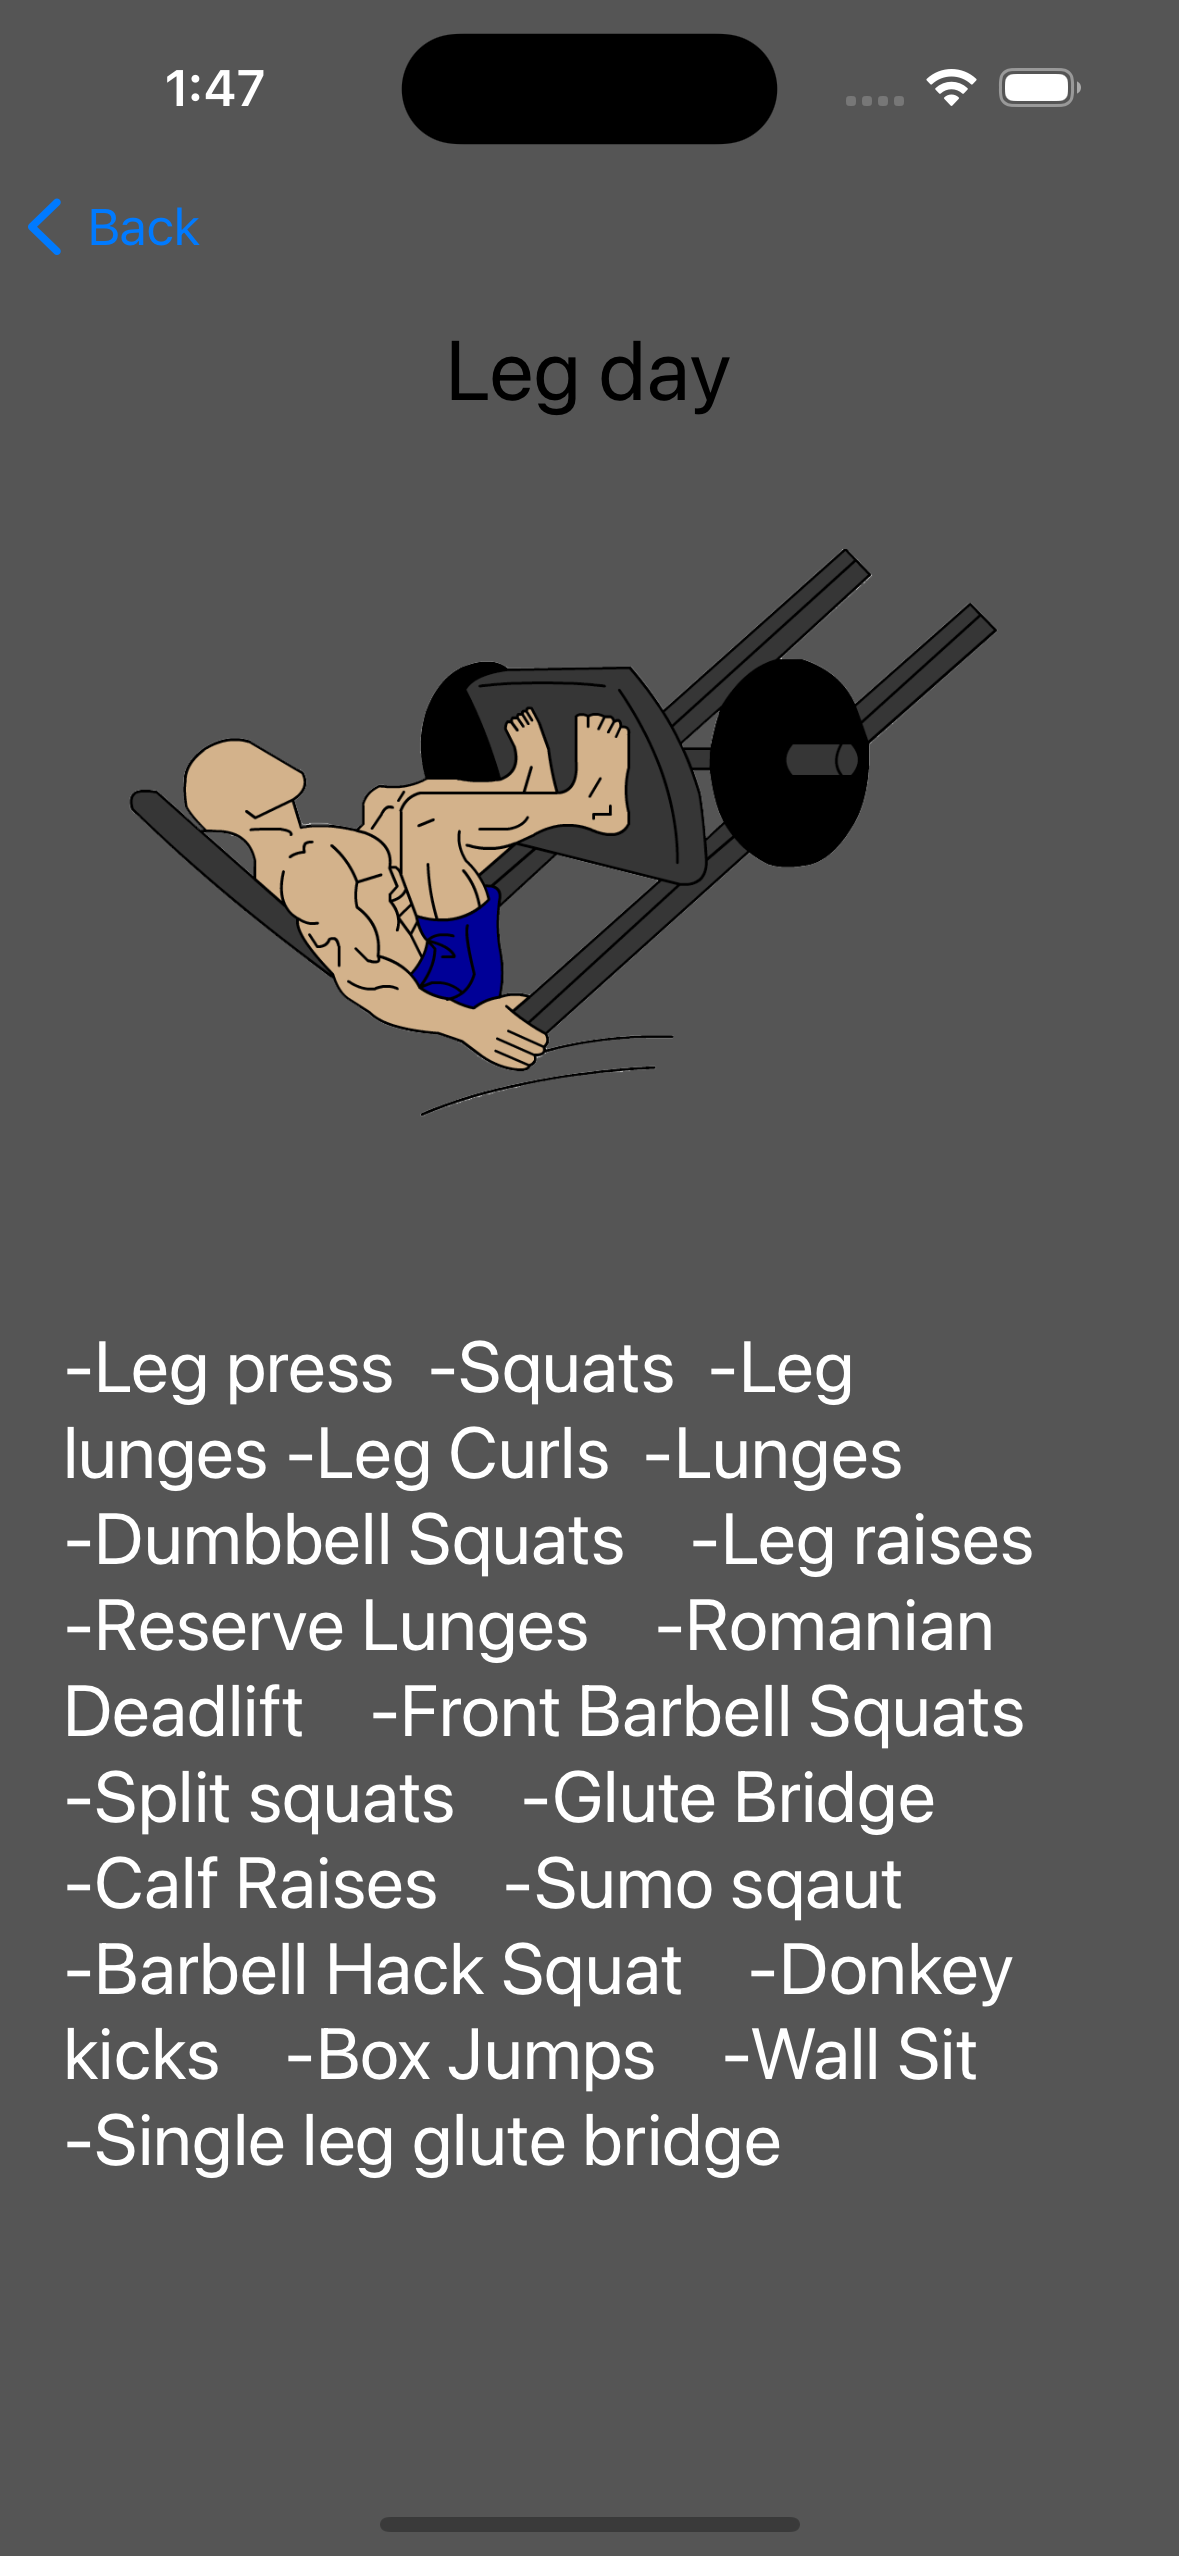 1:47
Back
Leg day
-Leg press  -Squats  -Leg
lunges -Leg Curls  -Lunges
-Dumbbell Squats    -Leg raises
-Reserve Lunges    -Romanian
Deadlift    -Front Barbell Squats
-Split squats    -Glute Bridge
-Calf Raises    -Sumo sqaut
-Barbell Hack Squat    -Donkey
kicks    -Box Jumps    -Wall Sit
-Single leg glute bridge